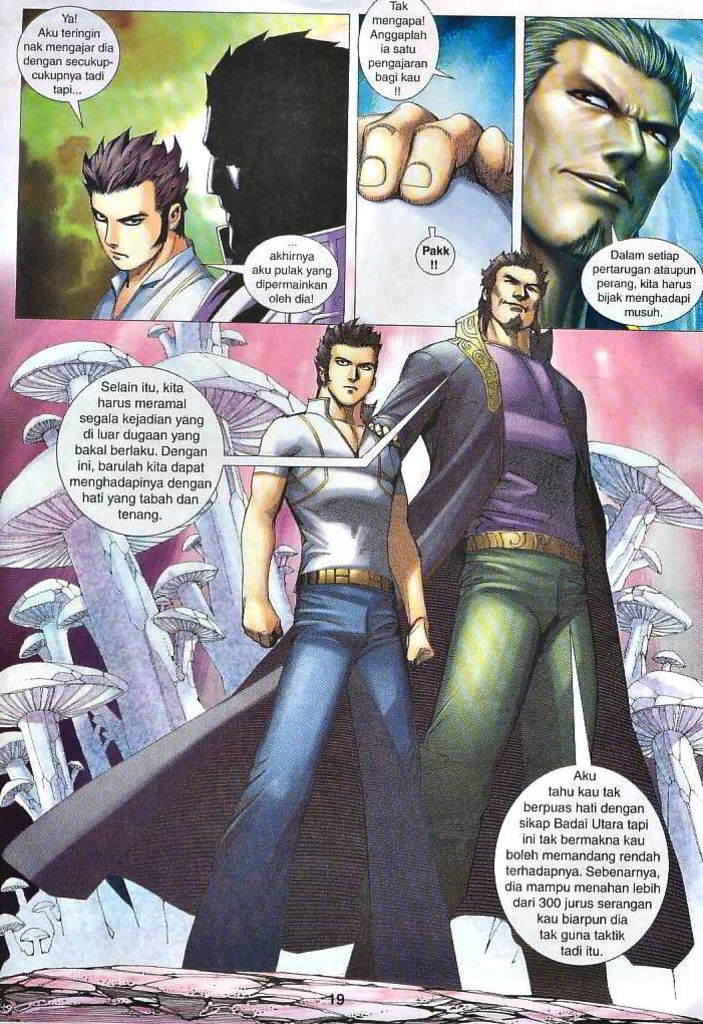 Ya!
Aku teringin
nak mengajar dia
dengan secukup-
cukupnya tadi
tapi...
...
akhirnya
aku pulak yang
dipermainkan
oleh dia!
Tak
mengapa!
Anggaplah
ia satu
pengajaran
bagi kau
!!
Pakk
!!
Dalam setiap
pertarugan ataupun
perang, kita harus
bijak menghadapi
musuh.
Selain itu, kita
harus meramal
segala kejadian yang
di luar dugaan yang
bakal berlaku. Dengan
ini, barulah kita dapat
menghadapinya dengan
hati yang tabah dan
tenang.
Aku
tahu kau tak
berpuas hati dengan
sikap Badai Utara tapi
ini tak bermakna kau
boleh memandang rendah
terhadapnya. Sebenarnya,
dia mampu menahan lebih
dari 300 jurus serangan
kau biarpun dia
tak guna taktik
tadi itu.
19